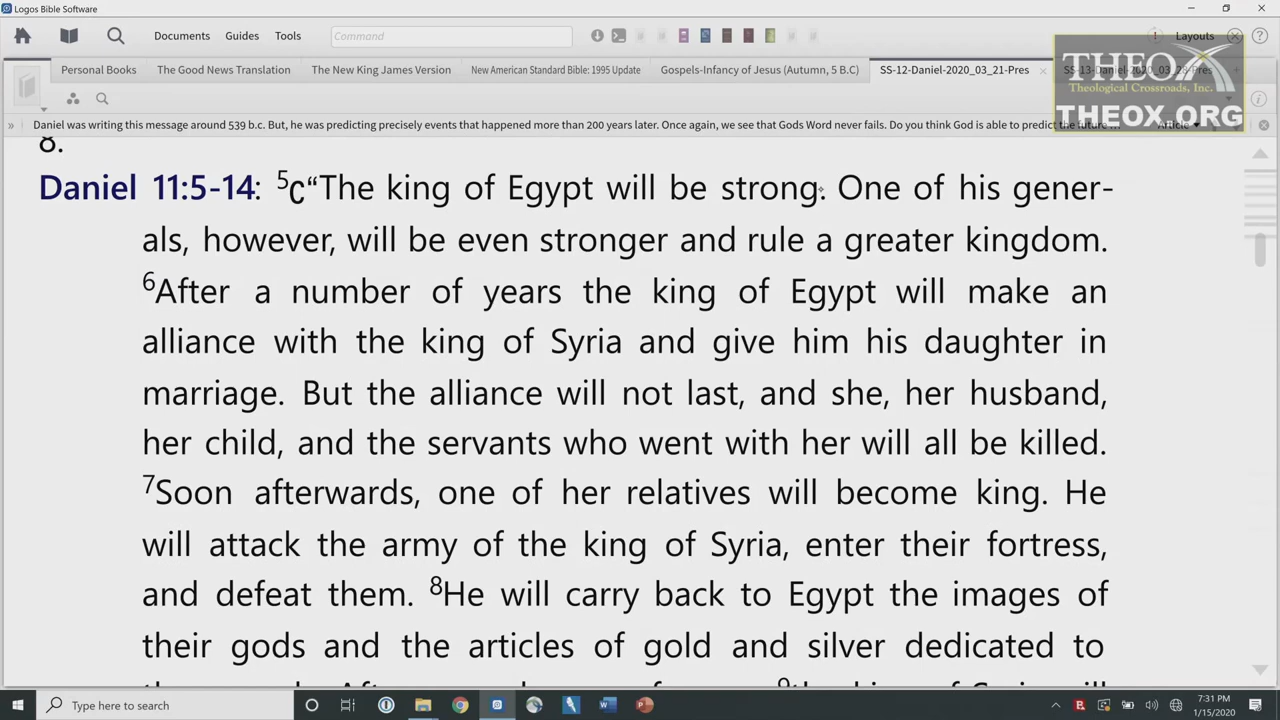 Logos Bible Software
Documents Guides Tools Command Layouts
Personal Books The Good News Translation The New King James Version New American Standard Bible: 1995 Update Gospels-Infancy of Jesus (Autumn, 5 B.C.) SS-12-Daniel-2020_03_21-Pres SS-13-Daniel-2020_03_28-Pres
THEOX
Theological Crossroads, Inc.
THEOX.ORG
» Daniel was writing this message around 539 b.c. But, he was predicting precisely events that happened more than 200 years later. Once again, we see that Gods Word never fails. Do you think God is able to predict the future ... Article
8.
Daniel 11:5-14: 5C“The king of Egypt will be strong. One of his gener-
als, however, will be even stronger and rule a greater kingdom.
6After a number of years the king of Egypt will make an
alliance with the king of Syria and give him his daughter in
marriage. But the alliance will not last, and she, her husband,
her child, and the servants who went with her will all be killed.
7Soon afterwards, one of her relatives will become king. He
will attack the army of the king of Syria, enter their fortress,
and defeat them. 8He will carry back to Egypt the images of
their gods and the articles of gold and silver dedicated to
Type here to search
7:31 PM
1/15/2020